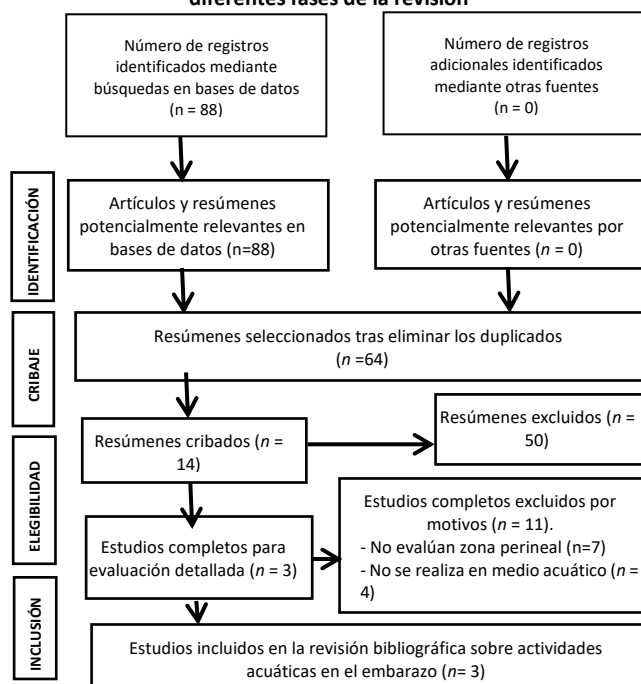 diferentes fases de la revisión
Número de registros
identificados mediante
búsquedas en bases de datos
(n = 88)
Número de registros
adicionales identificados
mediante otras fuentes
(n = 0)
IDENTIFICACIÓN
Artículos y resúmenes
potencialmente relevantes en
bases de datos (n=88)
Artículos y resúmenes
potencialmente relevantes por
otras fuentes (n = 0)
CRIBAJE
Resúmenes seleccionados tras eliminar los duplicados
(n =64)
Resúmenes cribados (n =
14)
Resúmenes excluidos (n =
50)
ELEGIBILIDAD
Estudios completos para
evaluación detallada (n = 3)
Estudios completos excluidos por
motivos (n = 11).
- No evalúan zona perineal (n=7)
- No se realiza en medio acuático (n =
4)
INCLUSIÓN
Estudios incluidos en la revisión bibliográfica sobre actividades
acuáticas en el embarazo (n= 3)